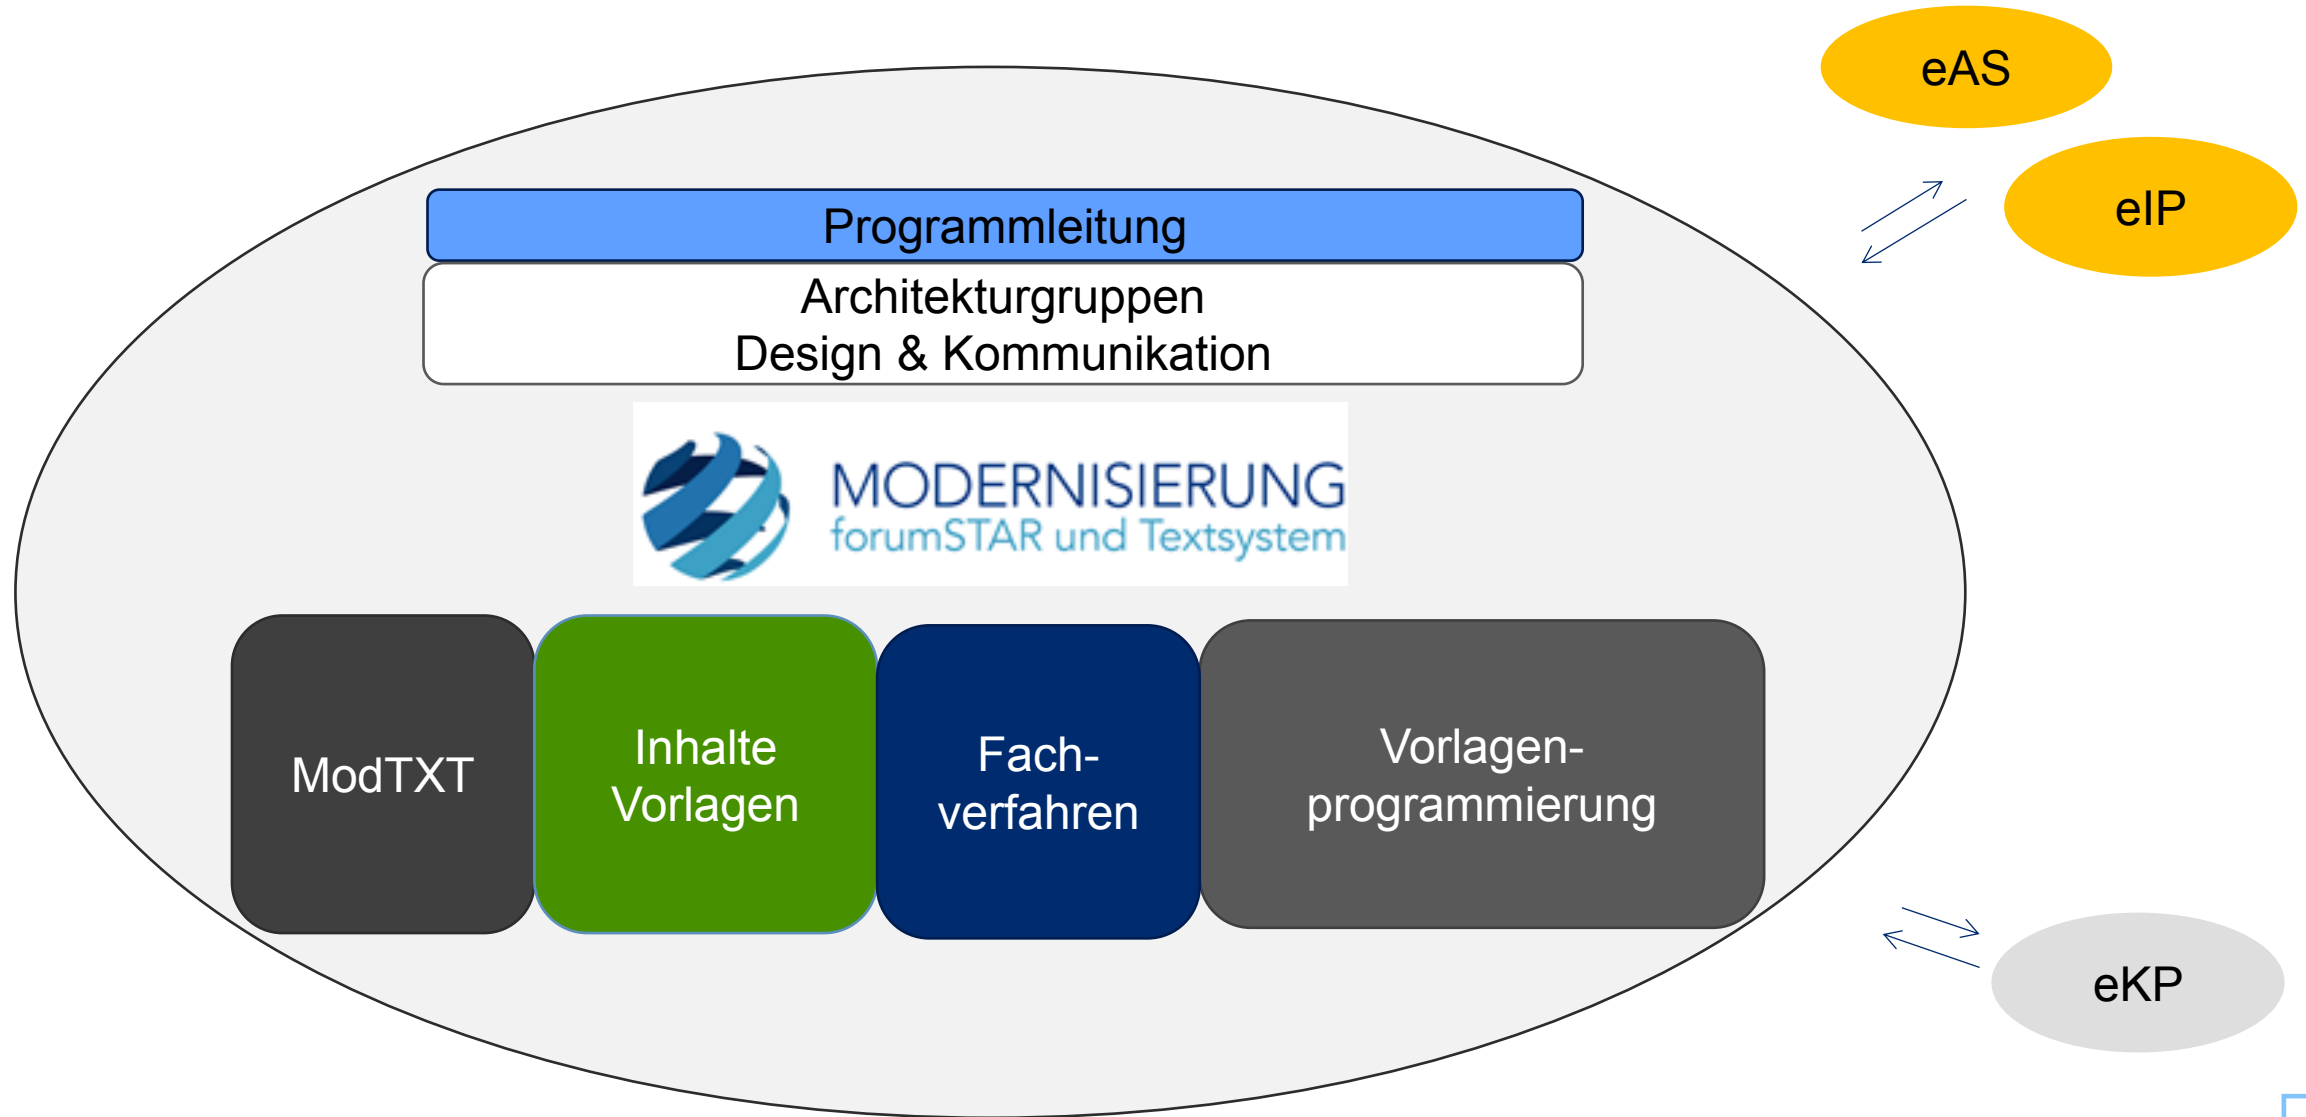 eAS
eIP
Programmleitung
Architekturgruppen
Design & Kommunikation
MODERNISIERUNG
forumSTAR und Textsystem
ModTXT
Inhalte
Vorlagen
Fach-
verfahren
Vorlagen-
programmierung
eKP